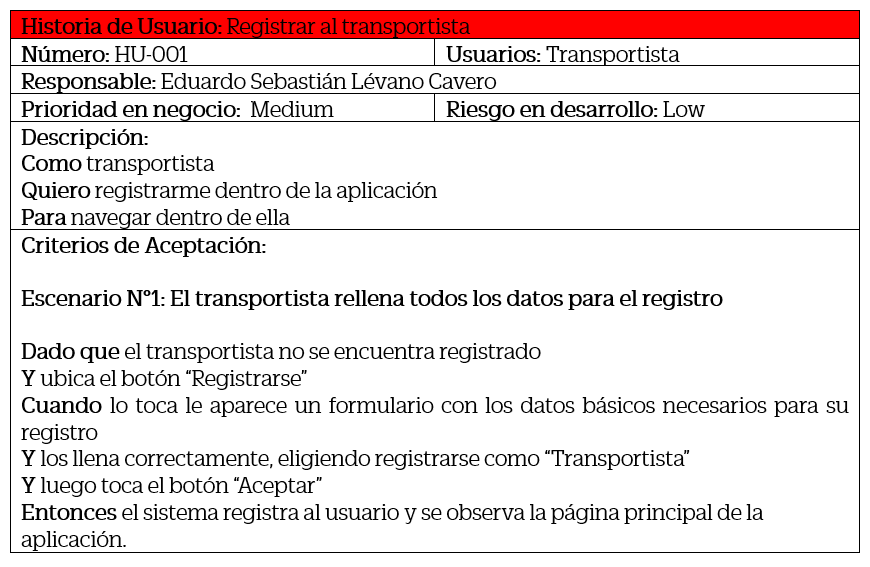 Historia de Usuario: Registrar al transportista
Número: HU-001 Usuarios: Transportista
Responsable: Eduardo Sebastián Lévano Cavero
Prioridad en negocio: Medium Riesgo en desarrollo: Low
Descripción:
Como transportista
Quiero registrarme dentro de la aplicación
Para navegar dentro de ella
Criterios de Aceptación:
Escenario N°1: El transportista rellena todos los datos para el registro
Dado que el transportista no se encuentra registrado
Y ubica el botón “Registrarse”
Cuando lo toca le aparece un formulario con los datos básicos necesarios para su
registro
Y los llena correctamente, eligiendo registrarse como “Transportista”
Y luego toca el botón “Aceptar”
Entonces el sistema registra al usuario y se observa la página principal de la
aplicación.